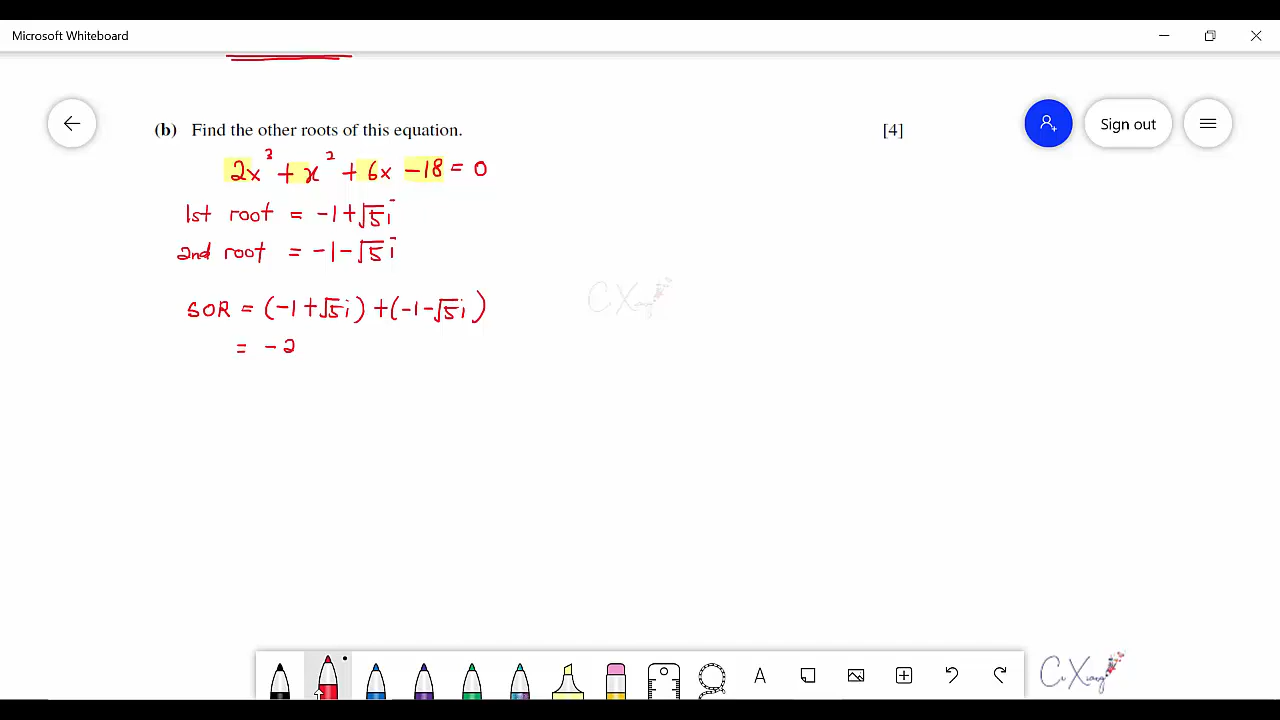 Microsoft Whiteboard
(b) Find the other roots of this equation. [4]
Sign out
2x³ + x² + 6x - 18 = 0
1st root = -1+√5 i
2nd root = -1-√5 i
SOR = (-1+√5 i) + (-1-√5 i)
= -2